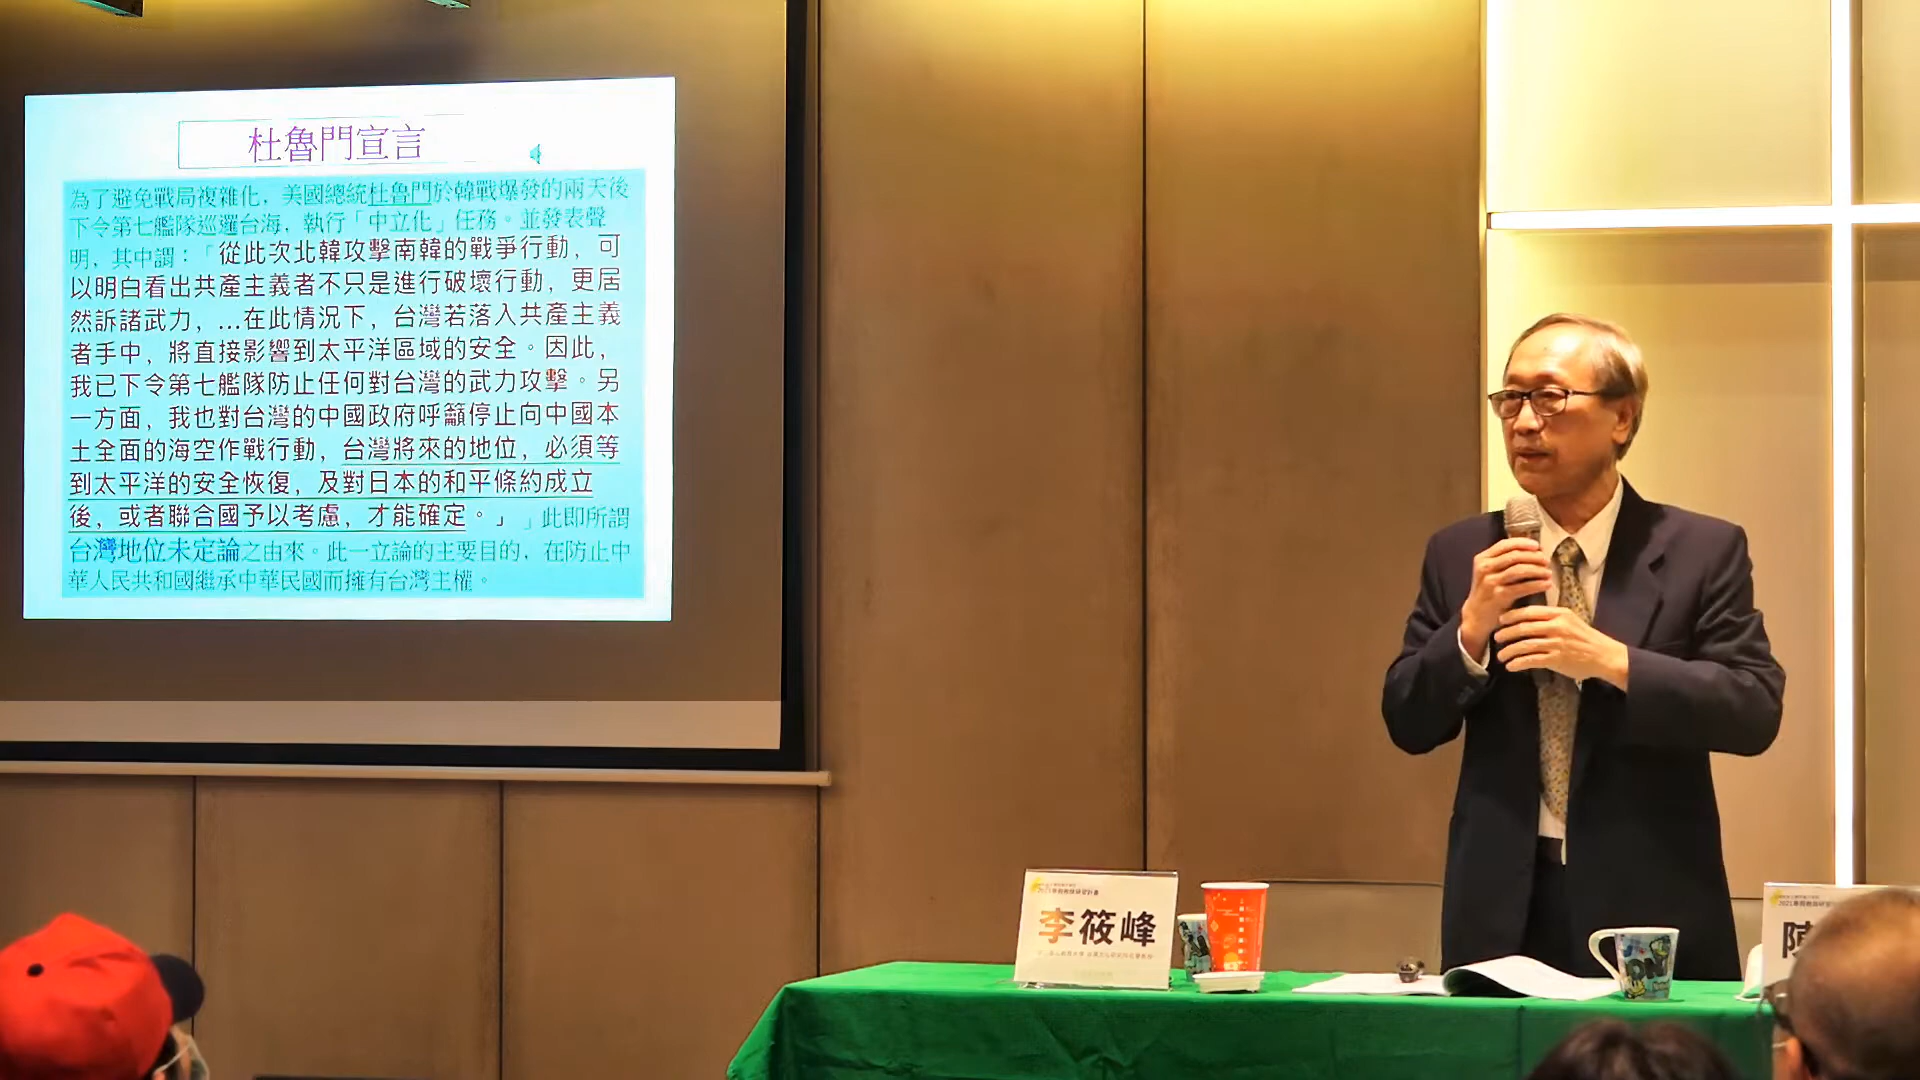 杜魯門宣言
為了避免戰局複雜化，美國總統杜魯門於韓戰爆發的兩天後
下令第七艦隊巡邏台海，執行「中立化」任務。並發表聲
明，其中謂：「從此次北韓攻擊南韓的戰爭行動，可
以明白看出共產主義者不只是進行破壞行動，更居
然訴諸武力，…在此情況下，台灣若落入共產主義
者手中，將直接影響到太平洋區域的安全。因此，
我已下令第七艦隊防止任何對台灣的武力攻擊。另
一方面，我也對台灣的中國政府呼籲停止向中國本
土全面的海空作戰行動，台灣將來的地位，必須等
到太平洋的安全恢復，及對日本的和平條約成立
後，或者聯合國予以考慮，才能確定。」」此即所謂
台灣地位未定論之由來。此一立論的主要目的，在防止中
華人民共和國繼承中華民國而擁有台灣主權。
李筱峰
陳